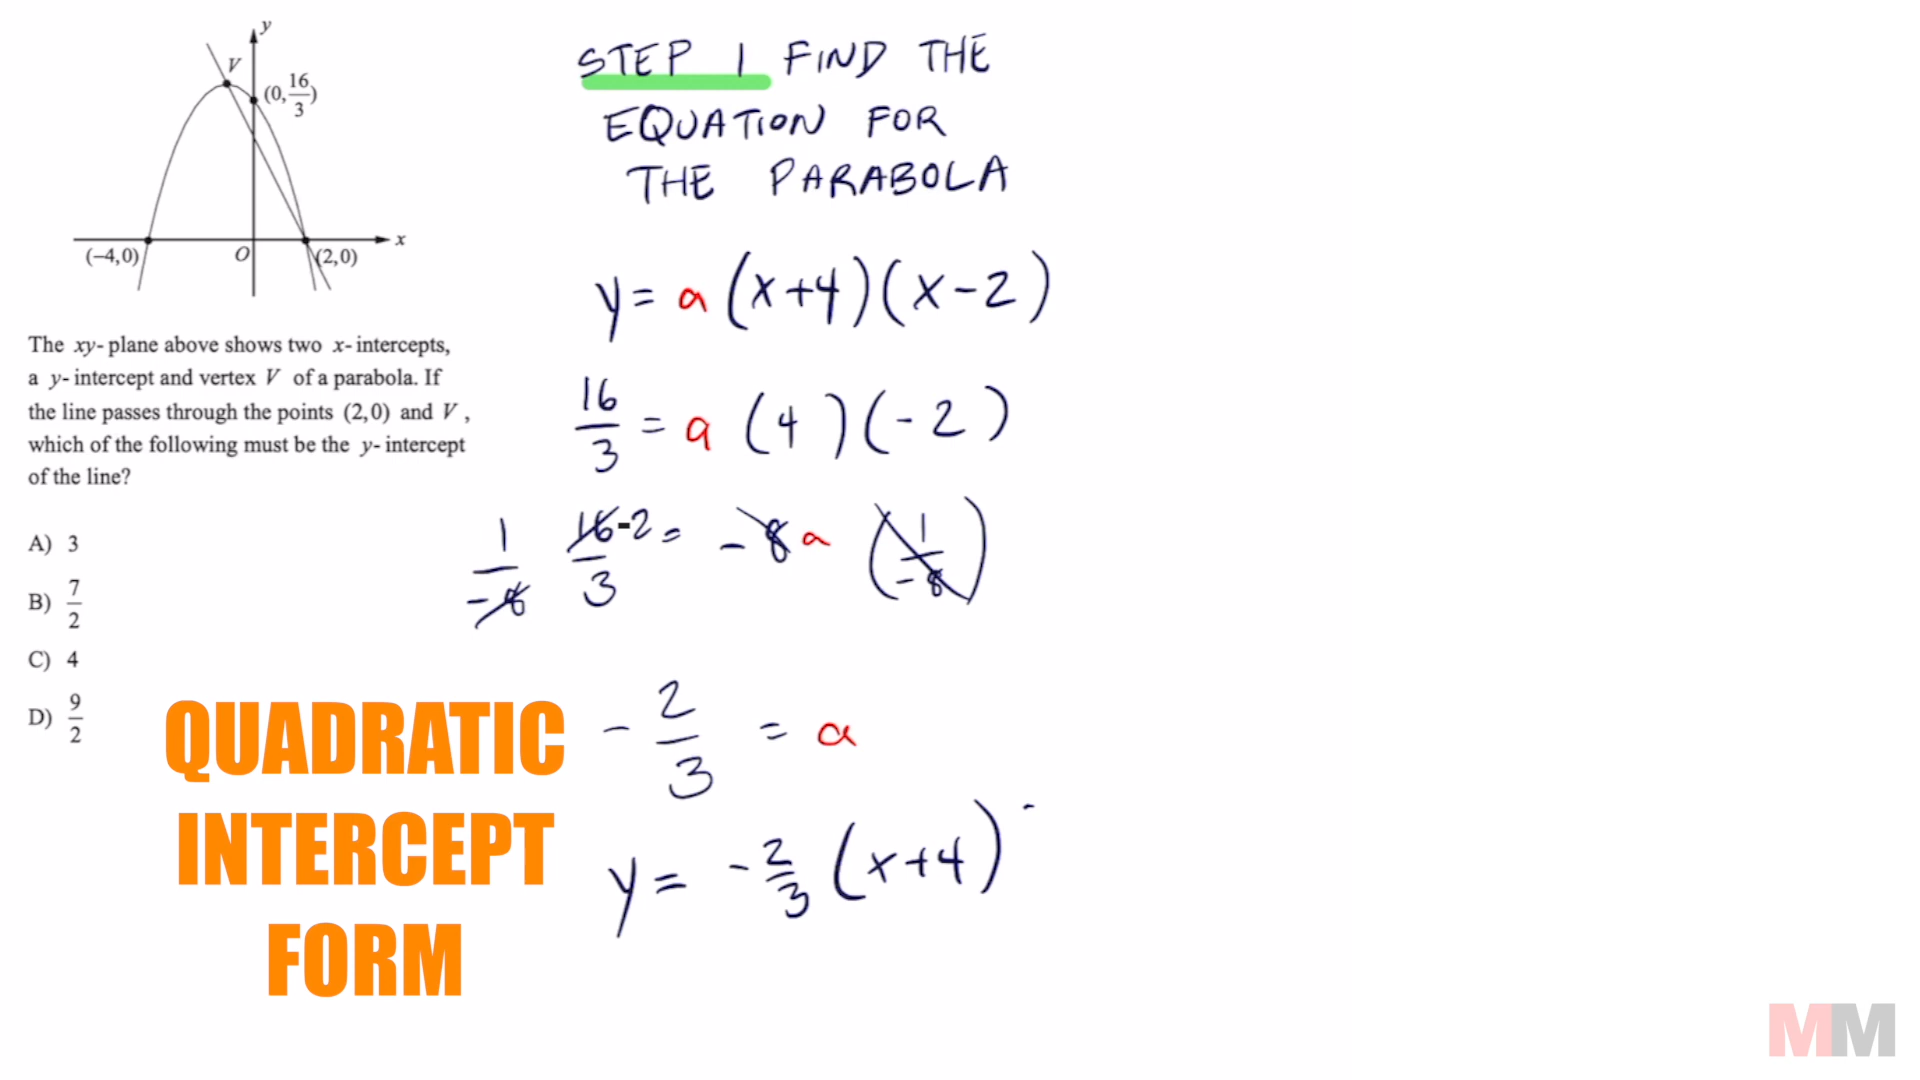 y
V
(0, 16/3)
(–4,0)
O
(2,0)
x
The xy- plane above shows two x- intercepts,
a y- intercept and vertex V of a parabola. If
the line passes through the points (2,0) and V ,
which of the following must be the y- intercept
of the line?
A) 3
B) 7/2
C) 4
D) 9/2
QUADRATIC
INTERCEPT
FORM
STEP 1 FIND THE
EQUATION FOR
THE PARABOLA
y = a (x+4)(x-2)
16/3 = a (4)(-2)
1/-8 16/3 -2 = -8a (1/-8)
- 2/3 = a
y = - 2/3 (x+4)
MM